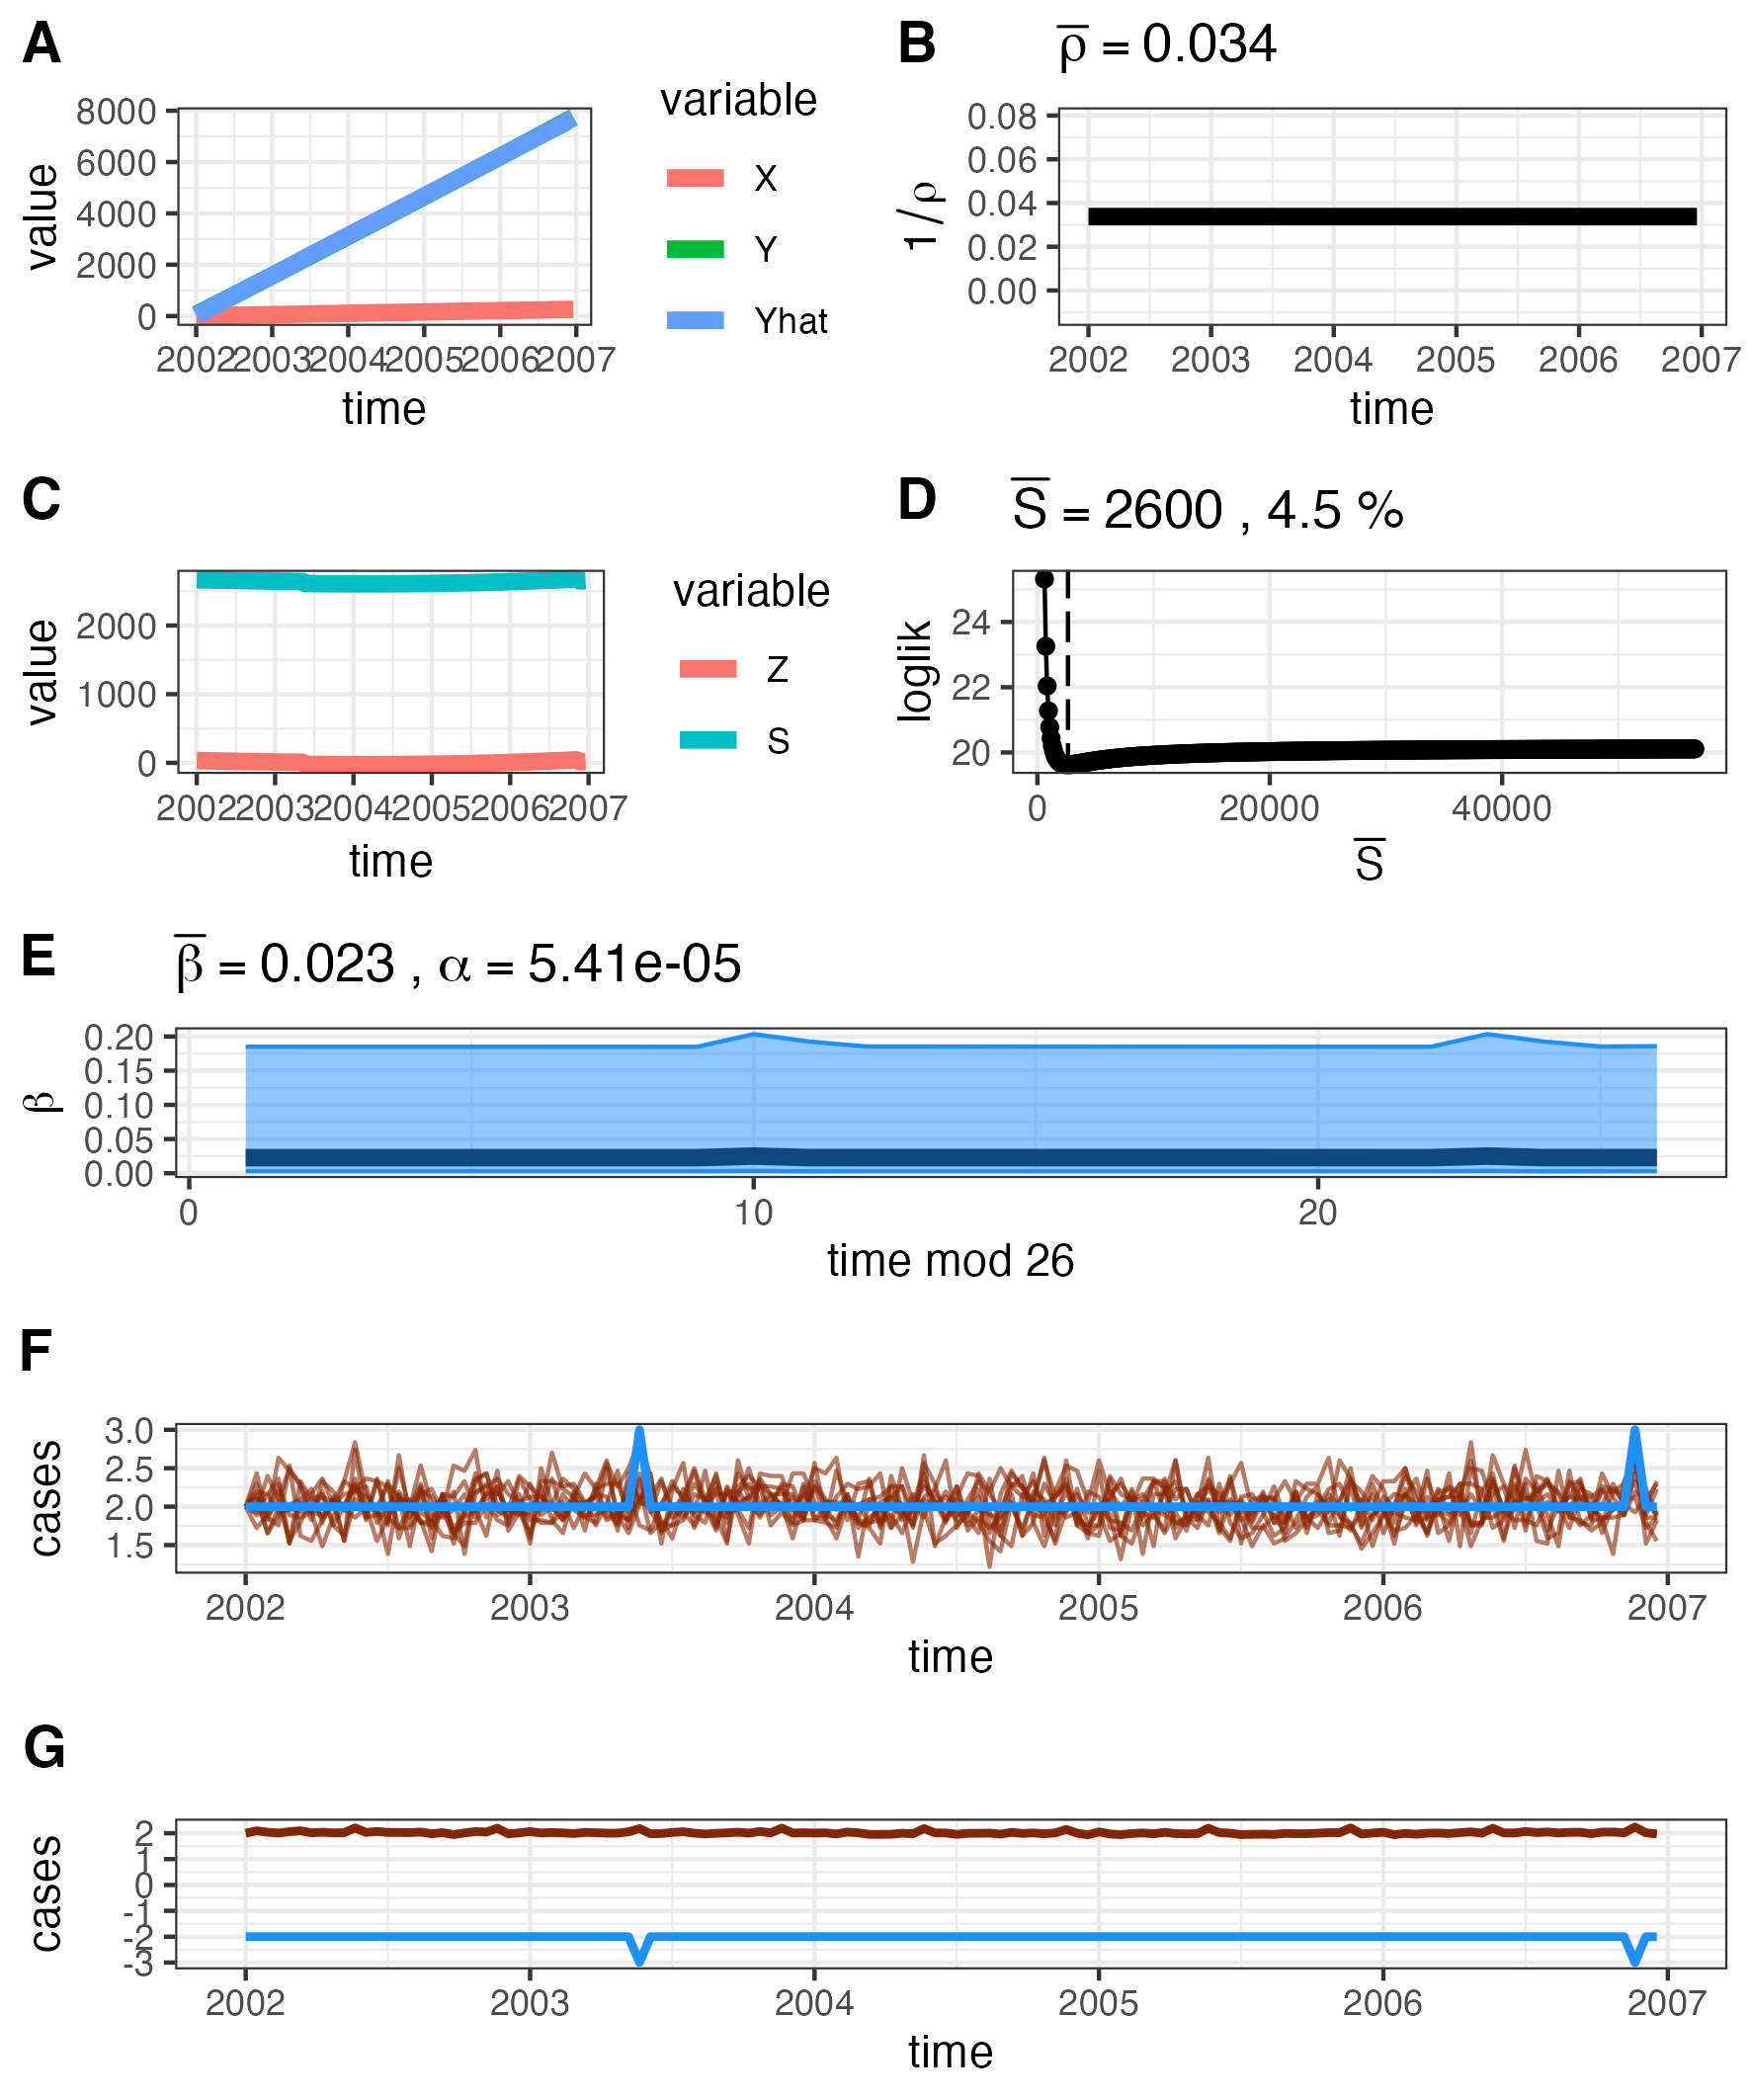 A
8000
6000
4000
2000
0
value
2002 2003 2004 2005 2006 2007
time
variable
X
Y
Yhat
B
ρ̅ = 0.034
0.08
0.06
0.04
0.02
0.00
1/ρ
2002 2003 2004 2005 2006 2007
time
C
2000
1000
0
value
2002 2003 2004 2005 2006 2007
time
variable
Z
S
D
S̅ = 2600 , 4.5 %
24
22
20
loglik
0 20000 40000
S̅
E
β̅ = 0.023 , α = 5.41e-05
0.20
0.15
0.10
0.05
0.00
β
0 10 20
time mod 26
F
3.0
2.5
2.0
1.5
cases
2002 2003 2004 2005 2006 2007
time
G
2
1
0
-1
-2
-3
cases
2002 2003 2004 2005 2006 2007
time